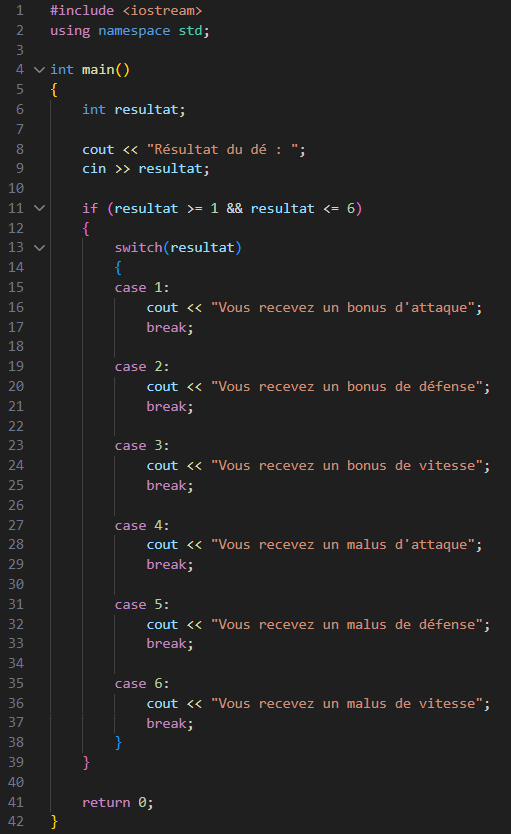 1 #include <iostream>
2 using namespace std;
3
4 int main()
5 {
6     int resultat;
7
8     cout << "Résultat du dé : ";
9     cin >> resultat;
10
11     if (resultat >= 1 && resultat <= 6)
12     {
13         switch(resultat)
14         {
15         case 1:
16             cout << "Vous recevez un bonus d'attaque";
17             break;
18
19         case 2:
20             cout << "Vous recevez un bonus de défense";
21             break;
22
23         case 3:
24             cout << "Vous recevez un bonus de vitesse";
25             break;
26
27         case 4:
28             cout << "Vous recevez un malus d'attaque";
29             break;
30
31         case 5:
32             cout << "Vous recevez un malus de défense";
33             break;
34
35         case 6:
36             cout << "Vous recevez un malus de vitesse";
37             break;
38         }
39     }
40
41     return 0;
42 }